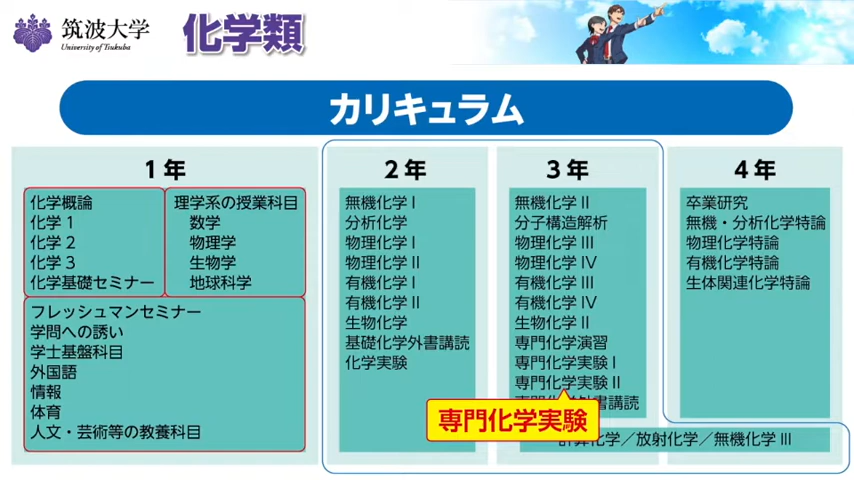 筑波大学
University of Tsukuba
化学類
カリキュラム
1年
化学概論
化学1
化学2
化学3
化学基礎セミナー
理学系の授業科目
数学
物理学
生物学
地球科学
フレッシュマンセミナー
学問への誘い
学士基盤科目
外国語
情報
体育
人文・芸術等の教養科目
2年
無機化学Ⅰ
分析化学
物理化学Ⅰ
物理化学Ⅱ
有機化学Ⅰ
有機化学Ⅱ
生物化学
基礎化学外書講読
化学実験
3年
無機化学Ⅱ
分子構造解析
物理化学Ⅲ
物理化学Ⅳ
有機化学Ⅲ
有機化学Ⅳ
生物化学Ⅱ
専門化学演習
専門化学実験Ⅰ
専門化学実験Ⅱ
書講読
専門化学実験
計算化学／放射化学／無機化学Ⅲ
4年
卒業研究
無機・分析化学特論
物理化学特論
有機化学特論
生体関連化学特論